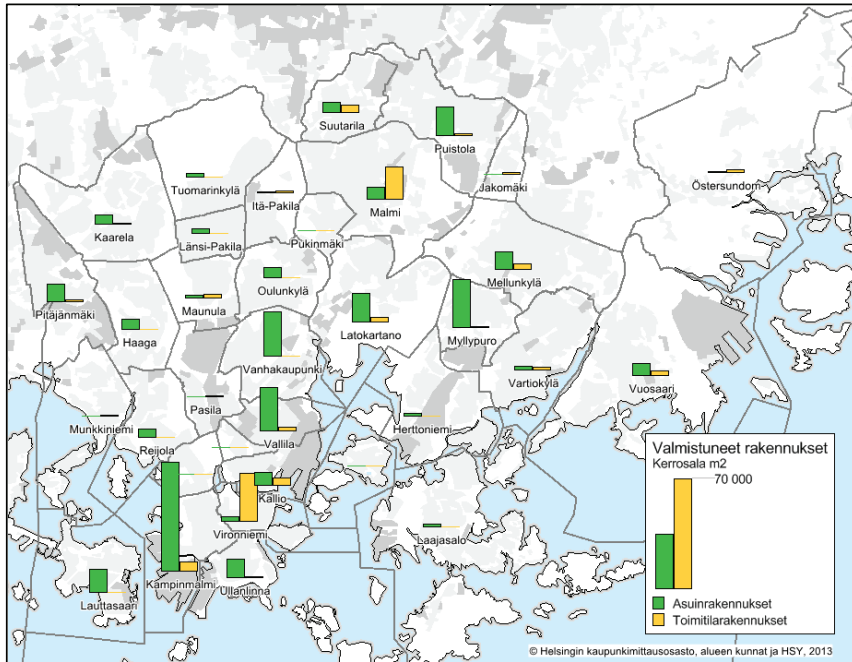 Suutarila
Puistola
Jakomäki
Östersundom
Tuomarinkylä
Itä-Pakila
Malmi
Kaarela
Länsi-Pakila
Pukinmäki
Mellunkylä
Oulunkylä
Pitäjänmäki
Maunula
Latokartano
Myllypuro
Haaga
Vanhakaupunki
Vartiokylä
Vuosaari
Pasila
Munkkiniemi
Herttoniemi
Reijola
Vallila
Kallio
Vironniemi
Laajasalo
Kampinmalmi
Ullanlinna
Lauttasaari
Valmistuneet rakennukset
Kerrosala m2
70 000
Asuinrakennukset
Toimitilarakennukset
© Helsingin kaupunkimittausosasto, alueen kunnat ja HSY, 2013